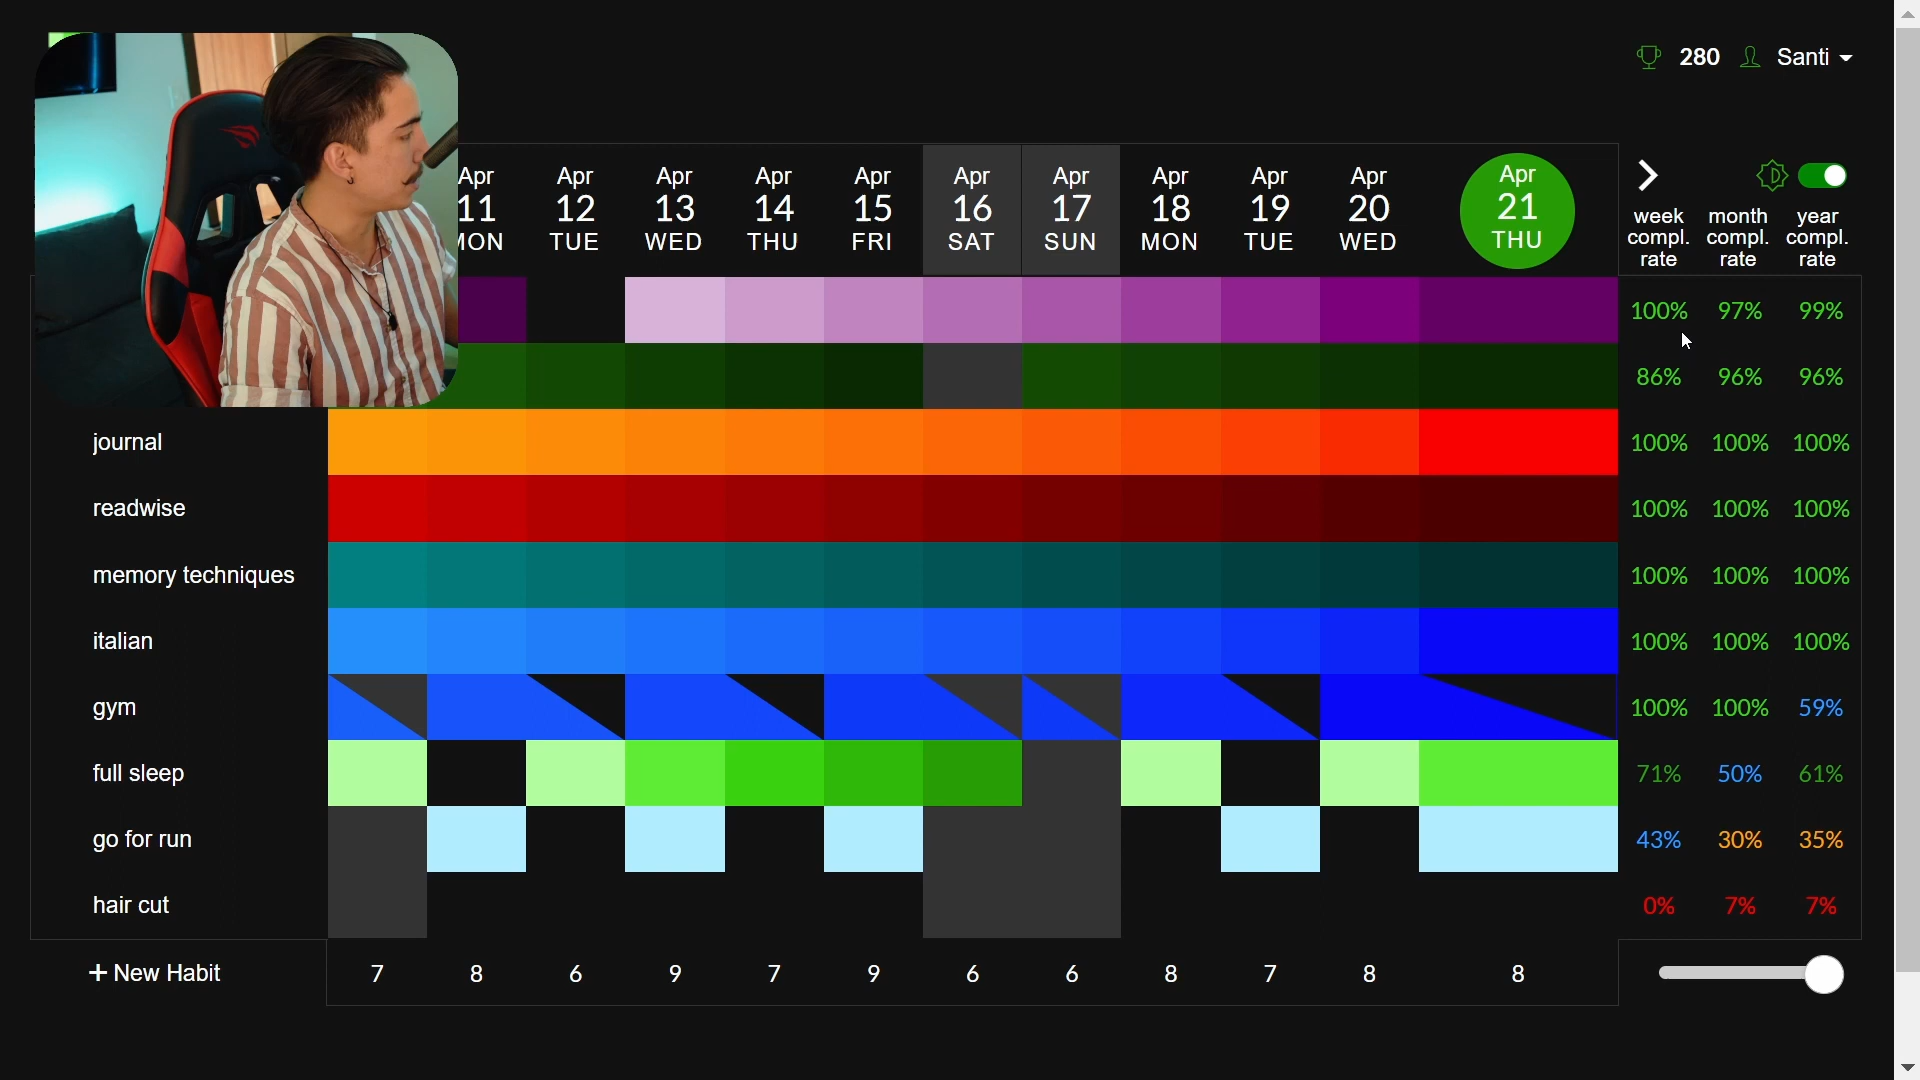 280 Santi
Apr Apr Apr Apr Apr Apr Apr Apr Apr Apr Apr
11 12 13 14 15 16 17 18 19 20 21
MON TUE WED THU FRI SAT SUN MON TUE WED THU
week month year
compl. compl. compl.
rate rate rate
100% 97% 99%
86% 96% 96%
journal 100% 100% 100%
readwise 100% 100% 100%
memory techniques 100% 100% 100%
italian 100% 100% 100%
gym 100% 100% 59%
full sleep 71% 50% 61%
go for run 43% 30% 35%
hair cut 0% 7% 7%
+ New Habit 7 8 6 9 7 9 6 6 8 7 8 8